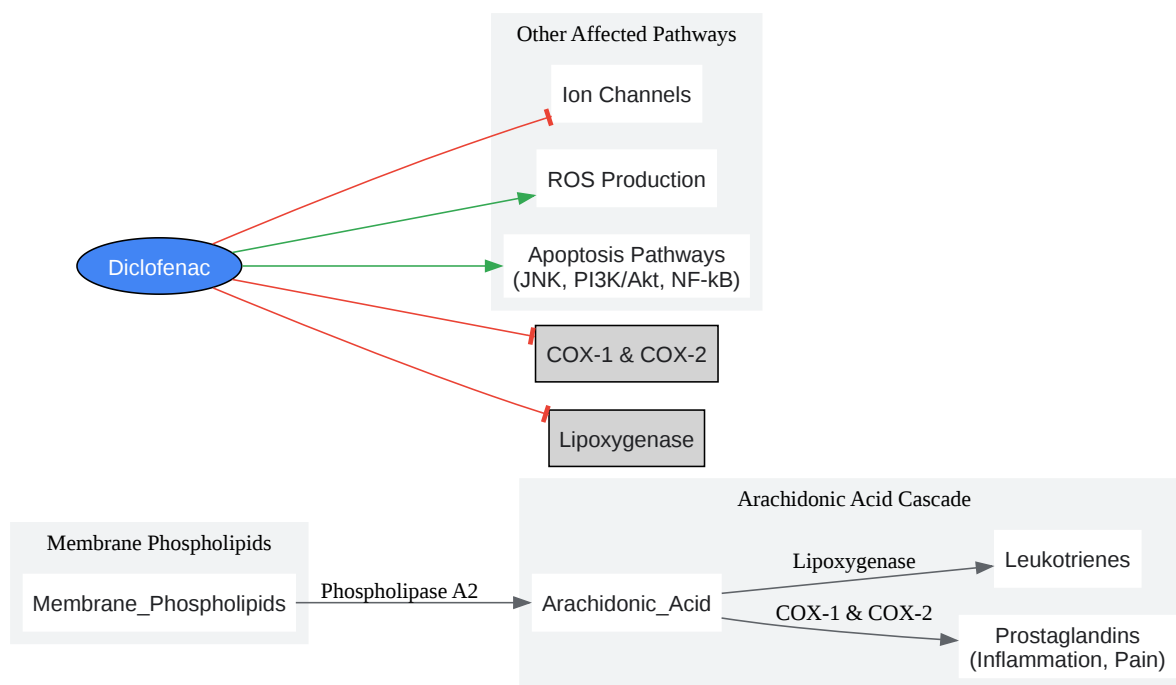 Other Affected Pathways
Ion Channels
ROS Production
Diclofenac
Apoptosis Pathways
(JNK, PI3K/Akt, NF-kB)
COX-1 & COX-2
Lipoxygenase
Arachidonic Acid Cascade
Membrane Phospholipids
Membrane_Phospholipids
Phospholipase A2
Arachidonic_Acid
Lipoxygenase
Leukotrienes
COX-1 & COX-2
Prostaglandins
(Inflammation, Pain)